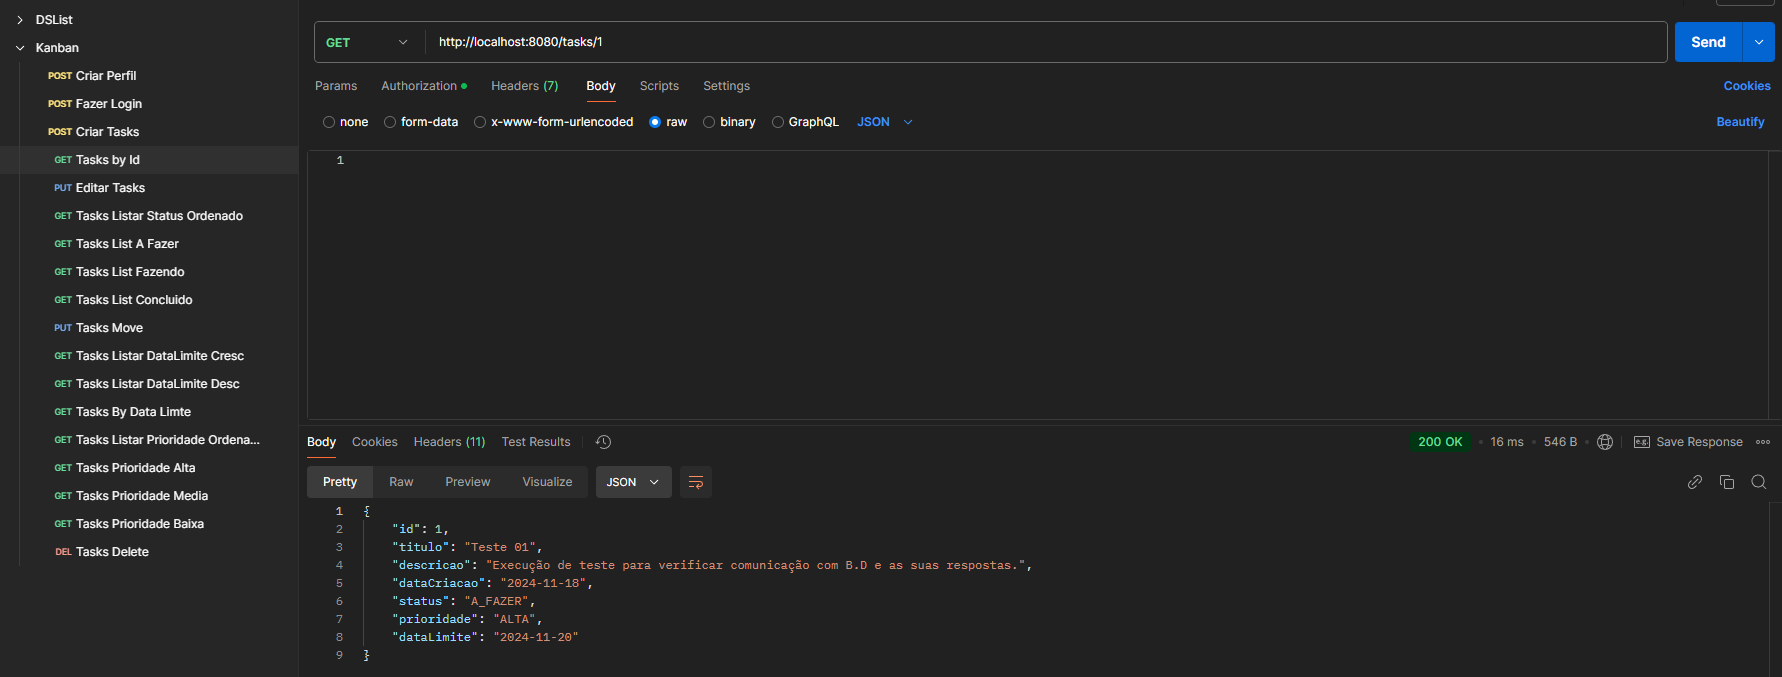 DSList
Kanban
POST Criar Perfil
POST Fazer Login
POST Criar Tasks
GET Tasks by Id
PUT Editar Tasks
GET Tasks Listar Status Ordenado
GET Tasks List A Fazer
GET Tasks List Fazendo
GET Tasks List Concluido
PUT Tasks Move
GET Tasks Listar DataLimite Cresc
GET Tasks Listar DataLimite Desc
GET Tasks By Data Limte
GET Tasks Listar Prioridade Ordena...
GET Tasks Prioridade Alta
GET Tasks Prioridade Media
GET Tasks Prioridade Baixa
DEL Tasks Delete
GET http://localhost:8080/tasks/1 Send
Params Authorization Headers (7) Body Scripts Settings Cookies
none form-data x-www-form-urlencoded raw binary GraphQL JSON Beautify
1
Body Cookies Headers (11) Test Results 200 OK 16 ms 546 B e.g. Save Response
Pretty Raw Preview Visualize JSON
1 {
2 "id": 1,
3 "titulo": "Teste 01",
4 "descricao": "Execução de teste para verificar comunicação com B.D e as suas respostas.",
5 "dataCriacao": "2024-11-18",
6 "status": "A_FAZER",
7 "prioridade": "ALTA",
8 "dataLimite": "2024-11-20"
9 }